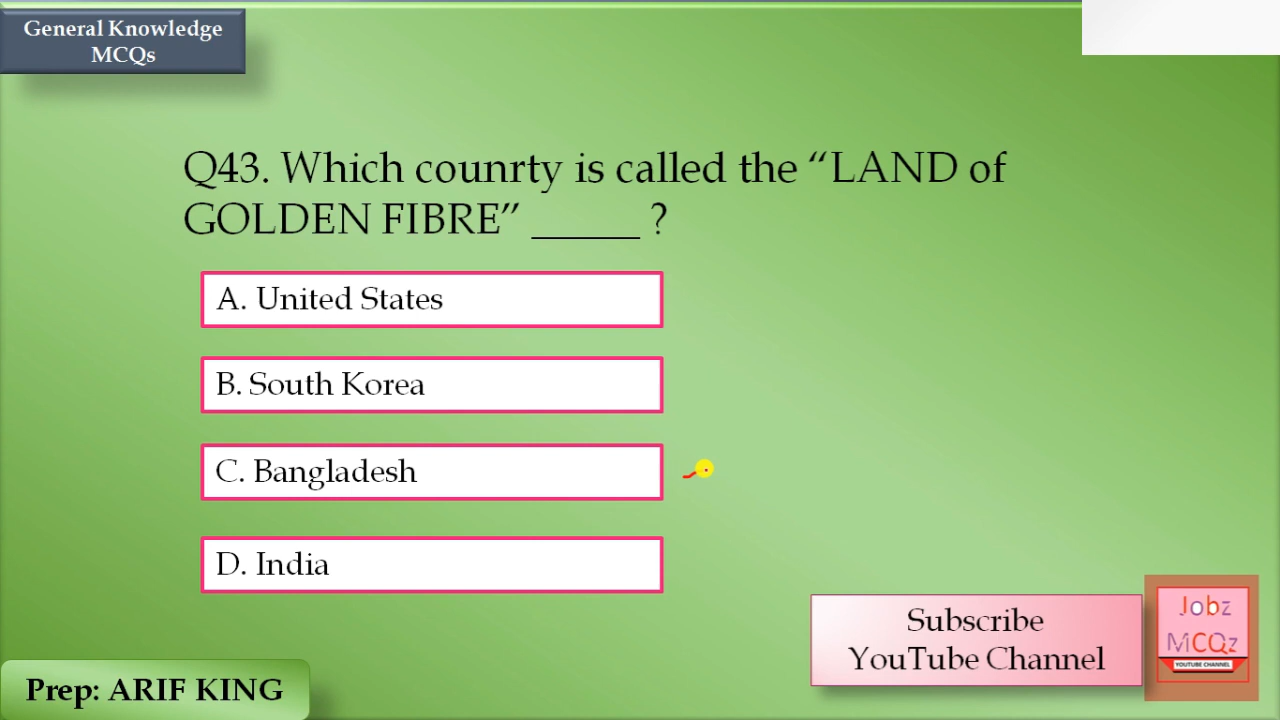 General Knowledge
MCQs
Q43. Which counrty is called the “LAND of
GOLDEN FIBRE” _____ ?
A. United States
B. South Korea
C. Bangladesh
D. India
Subscribe
YouTube Channel
Jobz
MCQz
YOUTUBE CHANNEL
Prep: ARIF KING